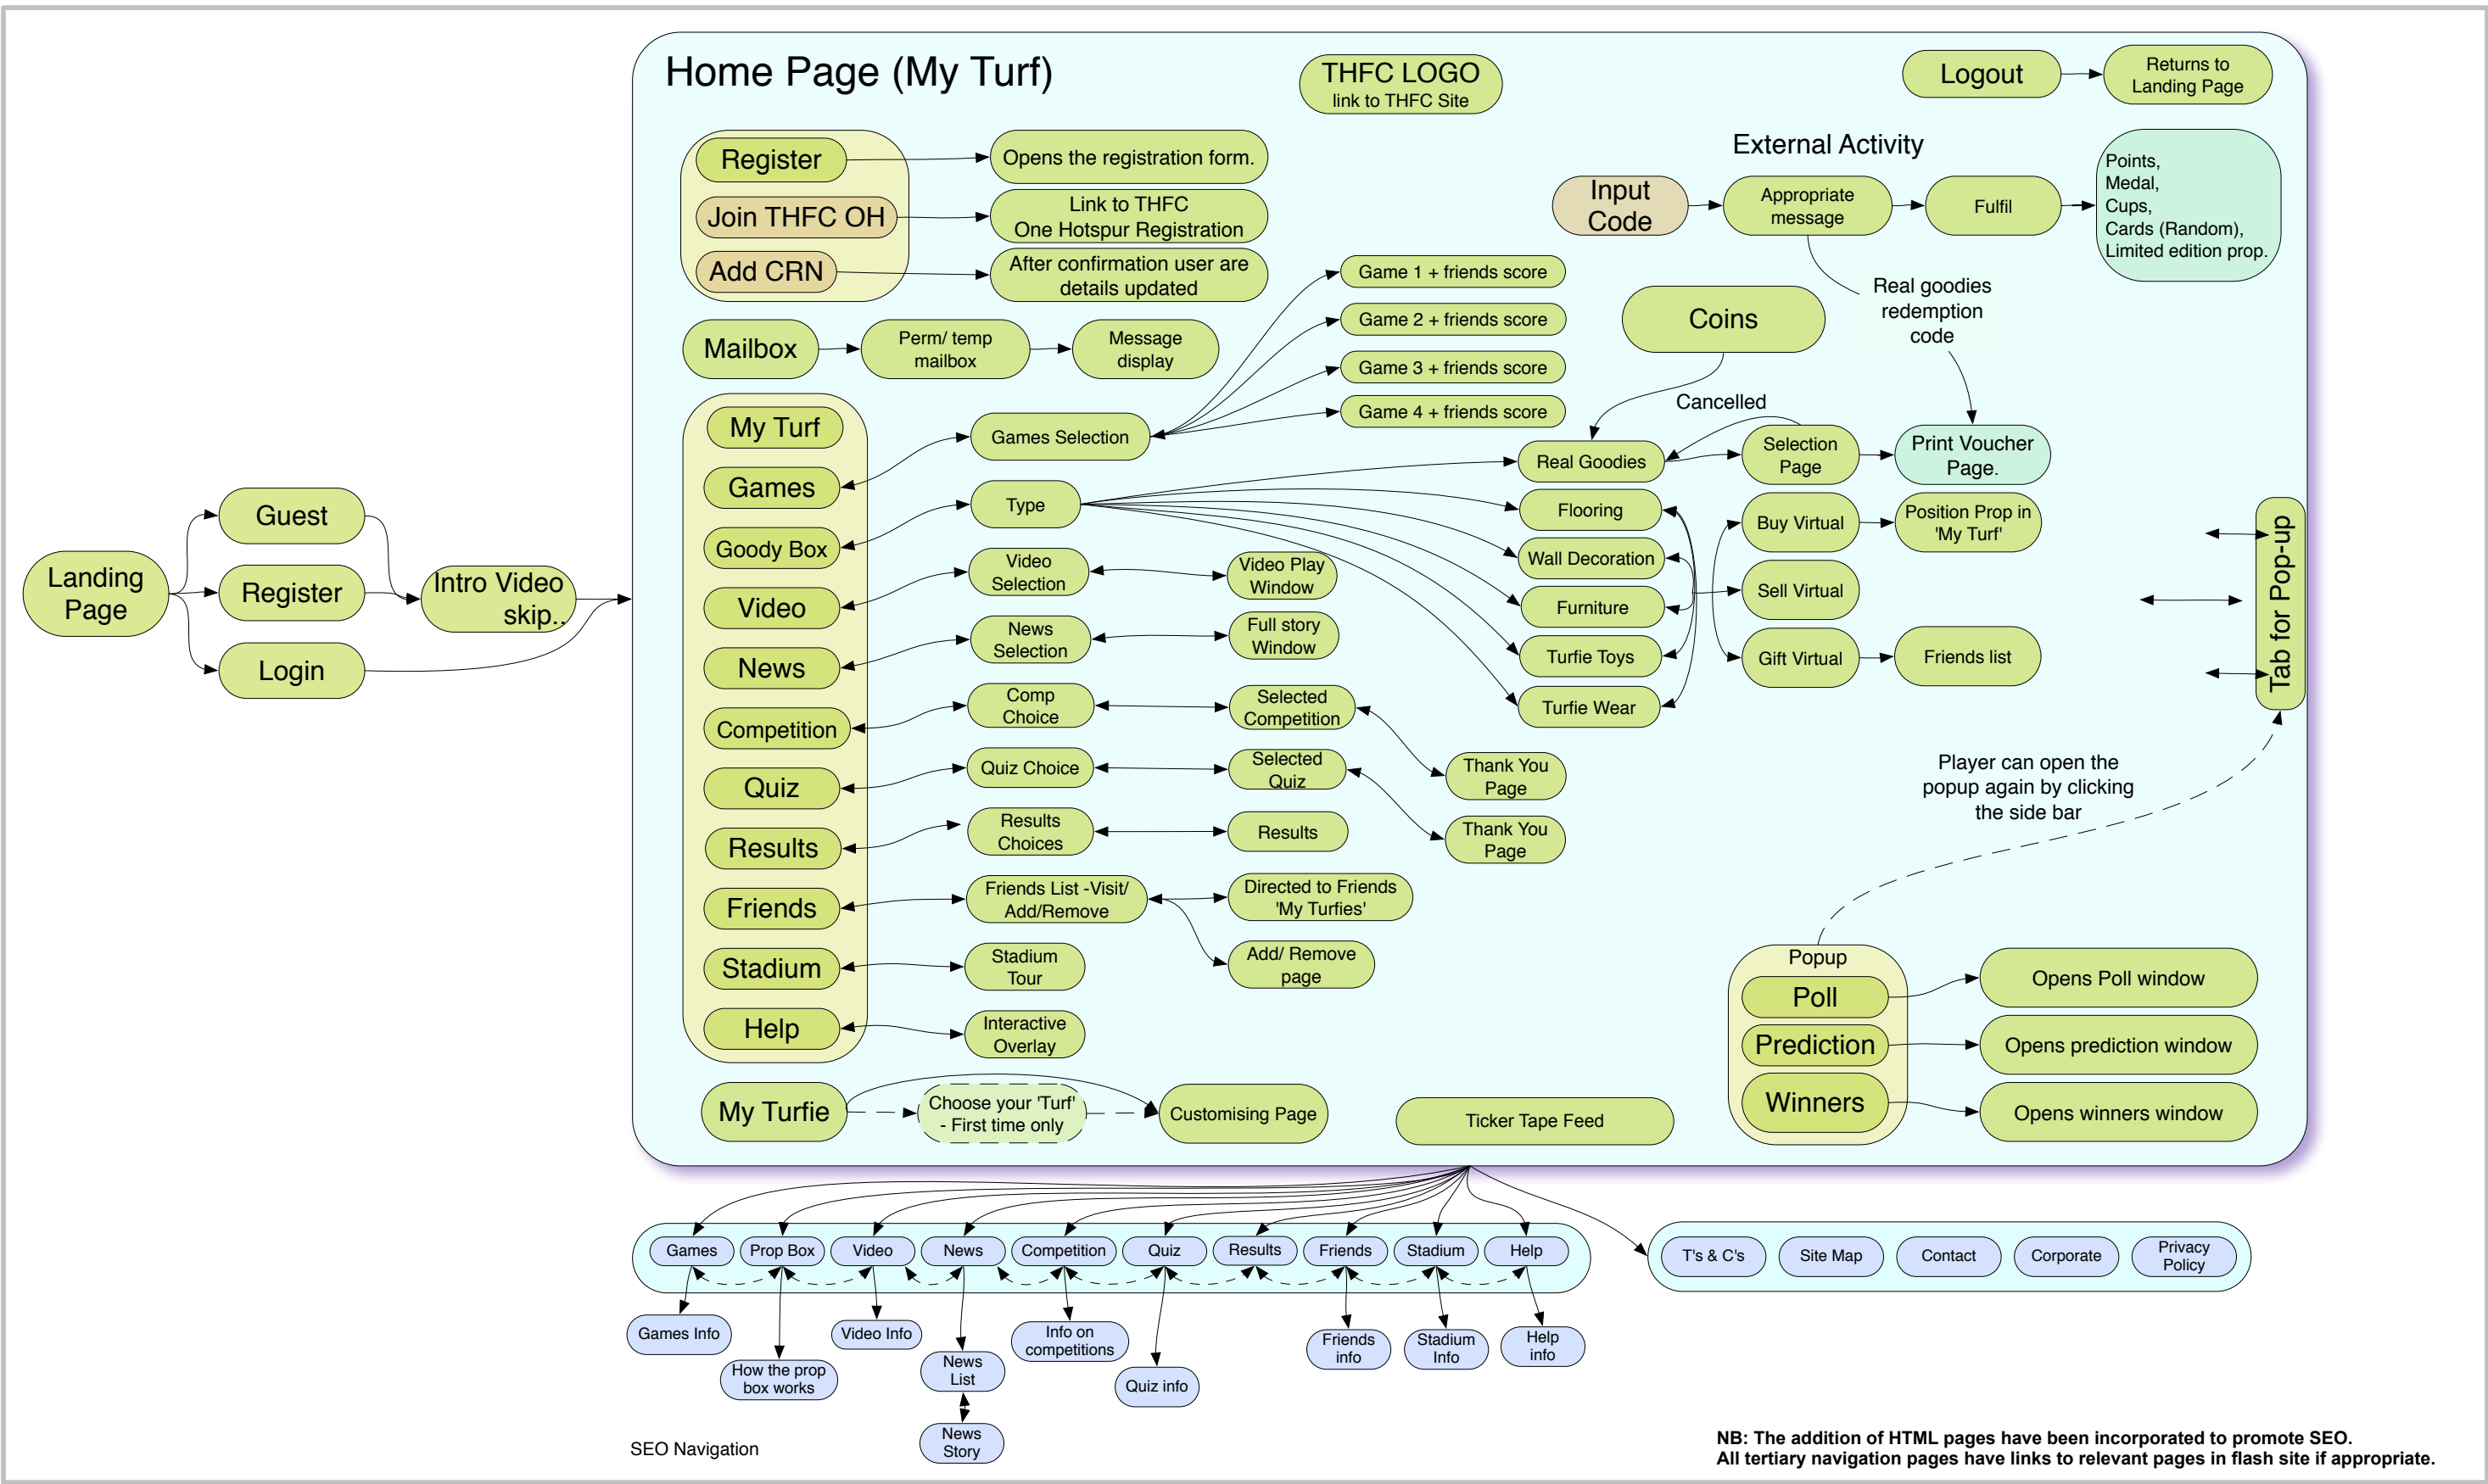 Home Page (My Turf)
THFC LOGO
link to THFC Site
Logout
Returns to
Landing Page
Register
Opens the registration form.
Join THFC OH
Link to THFC
One Hotspur Registration
Add CRN
After confirmation user are
details updated
External Activity
Input
Code
Appropriate
message
Fulfil
Points,
Medal,
Cups,
Cards (Random),
Limited edition prop.
Real goodies
redemption
code
Coins
Cancelled
Mailbox
Perm/ temp
mailbox
Message
display
Game 1 + friends score
Game 2 + friends score
Game 3 + friends score
Game 4 + friends score
My Turf
Games
Goody Box
Video
News
Competition
Quiz
Results
Friends
Stadium
Help
Games Selection
Type
Video
Selection
Video Play
Window
News
Selection
Full story
Window
Comp
Choice
Selected
Competition
Thank You
Page
Quiz Choice
Selected
Quiz
Thank You
Page
Results
Choices
Results
Friends List -Visit/
Add/Remove
Directed to Friends
'My Turfies'
Add/ Remove
page
Stadium
Tour
Interactive
Overlay
Real Goodies
Flooring
Wall Decoration
Furniture
Turfie Toys
Turfie Wear
Selection
Page
Print Voucher
Page.
Buy Virtual
Position Prop in
'My Turf'
Sell Virtual
Gift Virtual
Friends list
Tab for Pop-up
Player can open the
popup again by clicking
the side bar
Landing
Page
Guest
Register
Login
Intro Video
skip..
My Turfie
Choose your 'Turf'
- First time only
Customising Page
Ticker Tape Feed
Popup
Poll
Opens Poll window
Prediction
Opens prediction window
Winners
Opens winners window
Games
Prop Box
Video
News
Competition
Quiz
Results
Friends
Stadium
Help
T's & C's
Site Map
Contact
Corporate
Privacy
Policy
Games Info
How the prop
box works
Video Info
News
List
News
Story
Info on
competitions
Quiz info
Friends
info
Stadium
Info
Help
info
SEO Navigation
NB: The addition of HTML pages have been incorporated to promote SEO.
All tertiary navigation pages have links to relevant pages in flash site if appropriate.